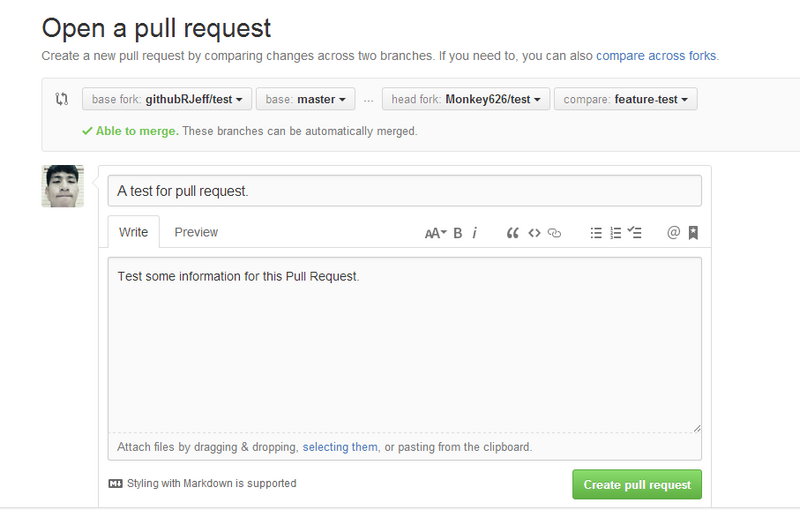 Open a pull request
Create a new pull request by comparing changes across two branches. If you need to, you can also compare across forks.
base fork: githubRJeff/test base: master ... head fork: Monkey626/test compare: feature-test
Able to merge. These branches can be automatically merged.
A test for pull request.
Write Preview AA B i @
Test some information for this Pull Request.
Attach files by dragging & dropping, selecting them, or pasting from the clipboard.
Styling with Markdown is supported Create pull request